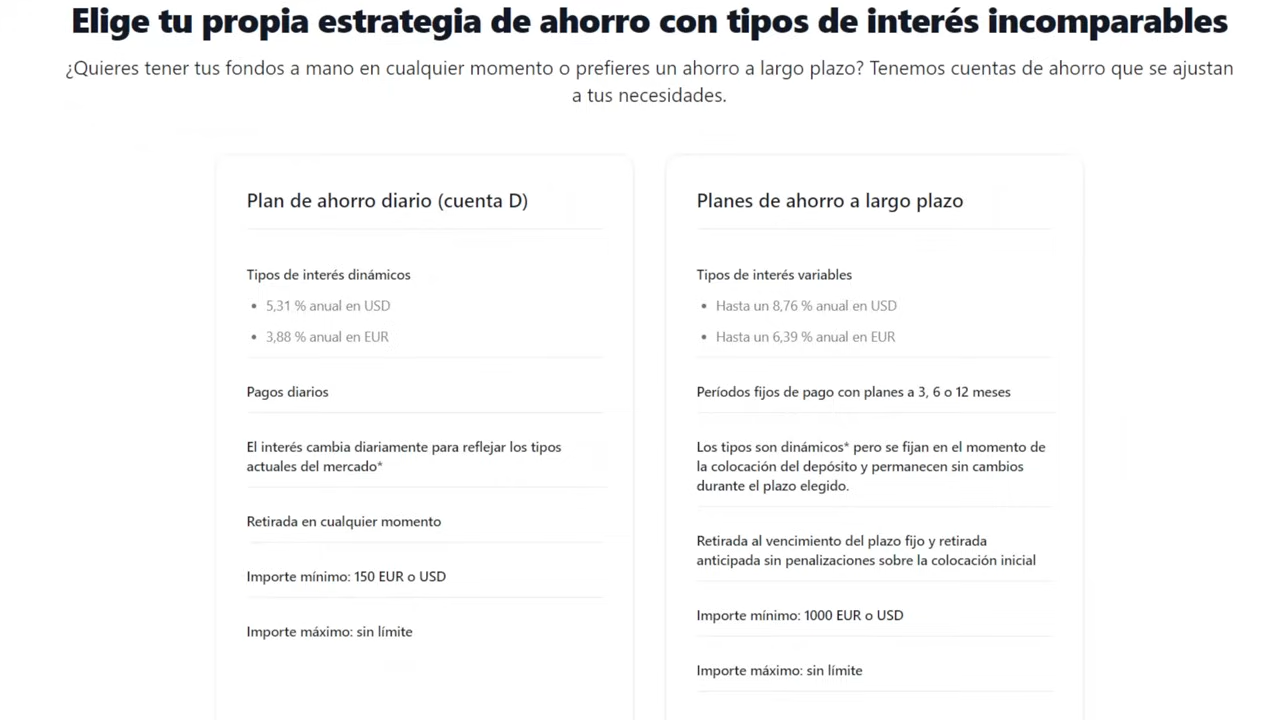 Elige tu propia estrategia de ahorro con tipos de interés incomparables
¿Quieres tener tus fondos a mano en cualquier momento o prefieres un ahorro a largo plazo? Tenemos cuentas de ahorro que se ajustan
a tus necesidades.
Plan de ahorro diario (cuenta D)
Tipos de interés dinámicos
• 5,31 % anual en USD
• 3,88 % anual en EUR
Pagos diarios
El interés cambia diariamente para reflejar los tipos
actuales del mercado*
Retirada en cualquier momento
Importe mínimo: 150 EUR o USD
Importe máximo: sin límite
Planes de ahorro a largo plazo
Tipos de interés variables
• Hasta un 8,76 % anual en USD
• Hasta un 6,39 % anual en EUR
Períodos fijos de pago con planes a 3, 6 o 12 meses
Los tipos son dinámicos* pero se fijan en el momento de
la colocación del depósito y permanecen sin cambios
durante el plazo elegido.
Retirada al vencimiento del plazo fijo y retirada
anticipada sin penalizaciones sobre la colocación inicial
Importe mínimo: 1000 EUR o USD
Importe máximo: sin límite